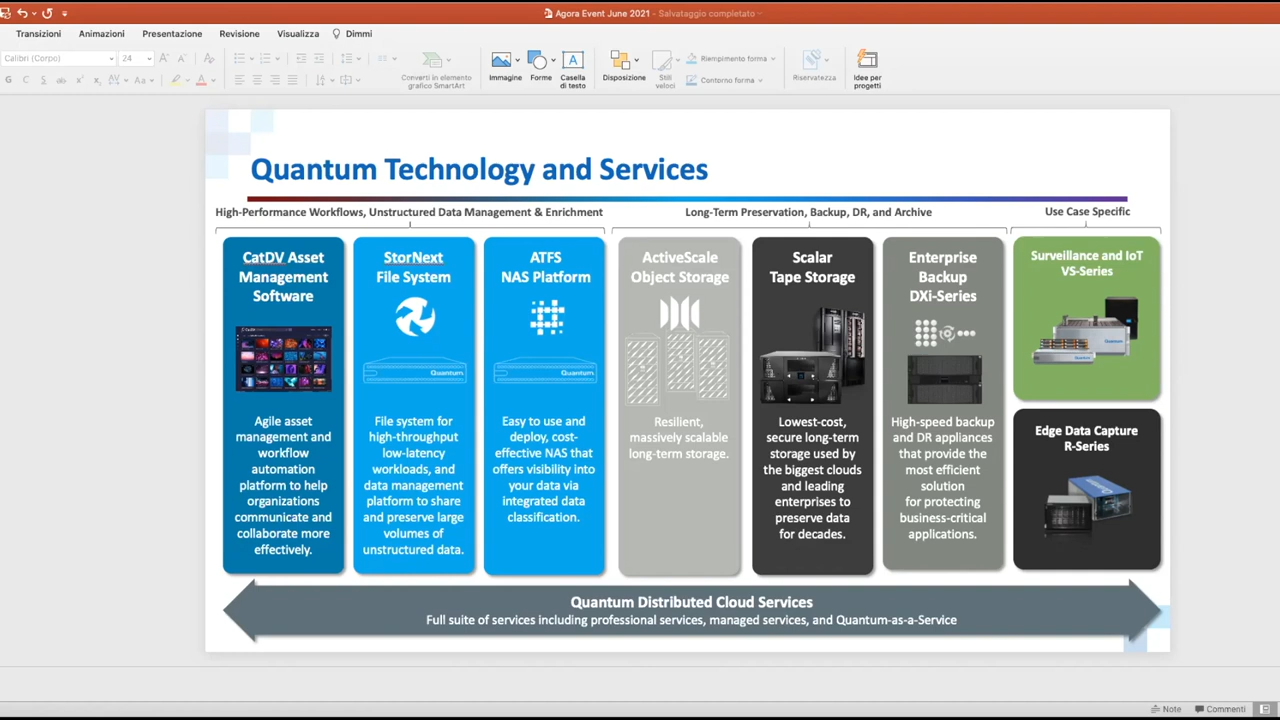 Agora Event June 2021 - Salvataggio completato
Transizioni Animazioni Presentazione Revisione Visualizza Dimmi
Calibri (Corpo) 24
Converti in elemento
grafico SmartArt
Immagine Forme Casella
di testo
Disposizione Stili
veloci
Riempimento forma
Contorno forma
Riservatezza Idee per
progetti
Quantum Technology and Services
High-Performance Workflows, Unstructured Data Management & Enrichment
Long-Term Preservation, Backup, DR, and Archive
Use Case Specific
CatDV Asset
Management
Software
Agile asset
management and
workflow
automation
platform to help
organizations
communicate and
collaborate more
effectively.
StorNext
File System
Quantum
File system for
high-throughput
low-latency
workloads, and
data management
platform to share
and preserve large
volumes of
unstructured data.
ATFS
NAS Platform
Quantum
Easy to use and
deploy, cost-
effective NAS that
offers visibility into
your data via
integrated data
classification.
ActiveScale
Object Storage
Resilient,
massively scalable
long-term storage.
Scalar
Tape Storage
Lowest-cost,
secure long-term
storage used by
the biggest clouds
and leading
enterprises to
preserve data
for decades.
Enterprise
Backup
DXi-Series
High-speed backup
and DR appliances
that provide the
most efficient
solution
for protecting
business-critical
applications.
Surveillance and IoT
VS-Series
Quantum
Quantum
Edge Data Capture
R-Series
Quantum Distributed Cloud Services
Full suite of services including professional services, managed services, and Quantum-as-a-Service
Note Commenti